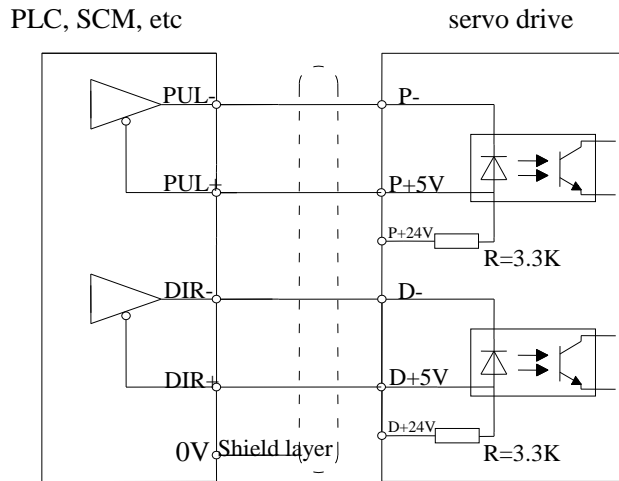 PLC, SCM, etc
servo drive
PUL-
P-
PUL+
P+5V
P+24V
R=3.3K
DIR-
D-
DIR+
D+5V
D+24V
0V
Shield layer
R=3.3K